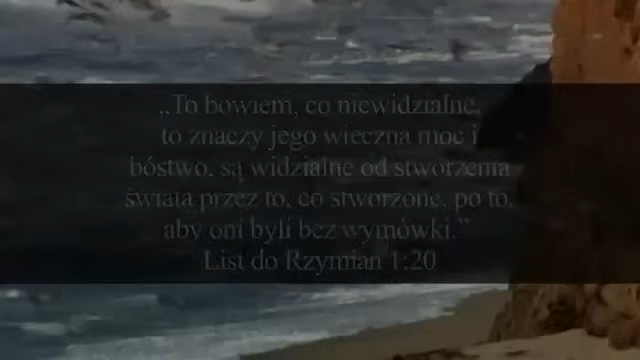 „To bowiem, co niewidzialne,
to znaczy jego wieczna moc i
bóstwo, są widzialne od stworzenia
świata przez to, co stworzone, po to,
aby oni byli bez wymówki.”
List do Rzymian 1:20